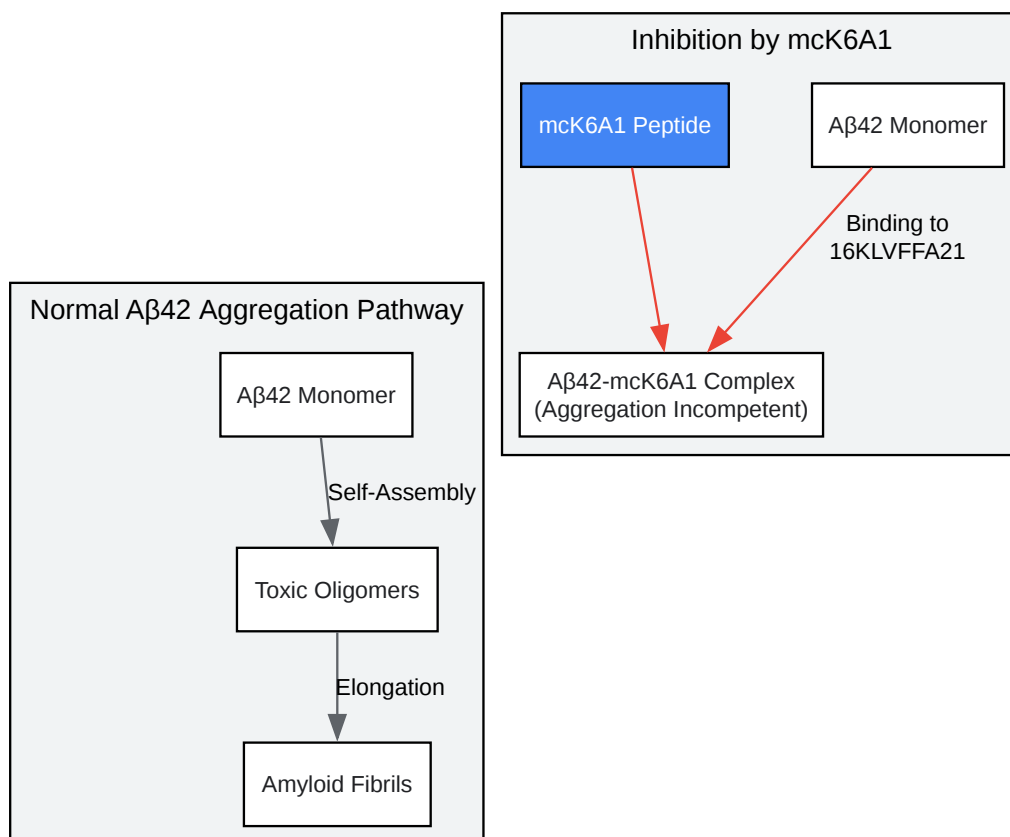 Inhibition by mcK6A1
mcK6A1 Peptide
Aβ42 Monomer
Binding to
16KLVFFA21
Aβ42-mcK6A1 Complex
(Aggregation Incompetent)
Normal Aβ42 Aggregation Pathway
Aβ42 Monomer
Self-Assembly
Toxic Oligomers
Elongation
Amyloid Fibrils